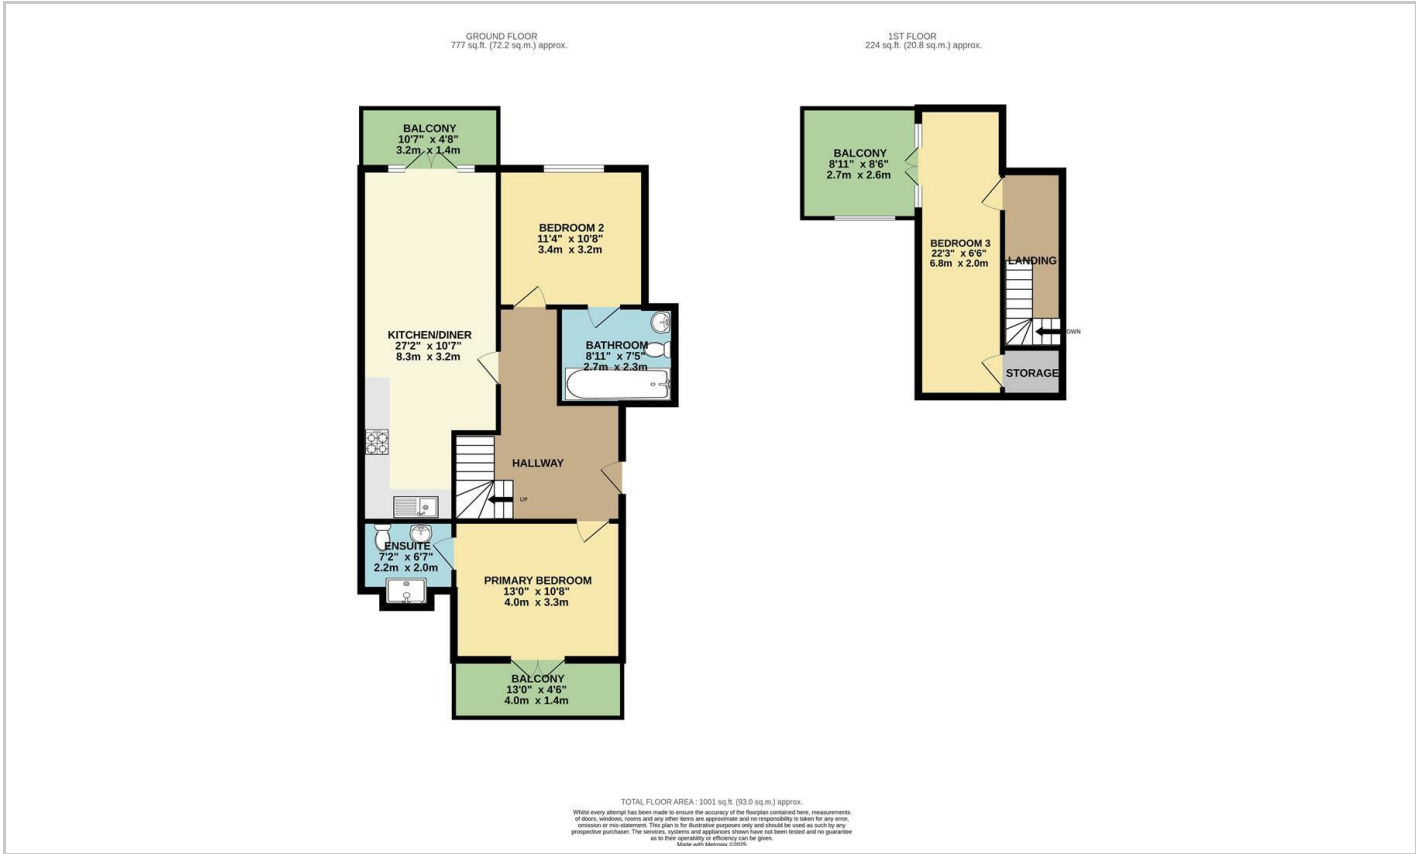 GROUND FLOOR
777 sq.ft. (72.2 sq.m.) approx.
BALCONY
10'7" x 4'8"
3.2m x 1.4m
BEDROOM 2
11'4" x 10'8"
3.4m x 3.2m
KITCHEN/DINER
27'2" x 10'7"
8.3m x 3.2m
BATHROOM
8'11" x 7'5"
2.7m x 2.3m
HALLWAY
UP
ENSUITE
7'2" x 6'7"
2.2m x 2.0m
PRIMARY BEDROOM
13'0" x 10'8"
4.0m x 3.3m
BALCONY
13'0" x 4'6"
4.0m x 1.4m
1ST FLOOR
224 sq.ft. (20.8 sq.m.) approx.
BALCONY
8'11" x 8'6"
2.7m x 2.6m
BEDROOM 3
22'3" x 6'6"
6.8m x 2.0m
LANDING
DOWN
STORAGE
TOTAL FLOOR AREA : 1001 sq.ft. (93.0 sq.m.) approx.
Whilst every attempt has been made to ensure the accuracy of the floorplan contained here, measurements
of doors, windows, rooms and any other items are approximate and no responsibility is taken for any error,
omission or mis-statement. This plan is for illustrative purposes only and should be used as such by any
prospective purchaser. The services, systems and appliances shown have not been tested and no guarantee
as to their operability or efficiency can be given.
Made with Metropix ©2025